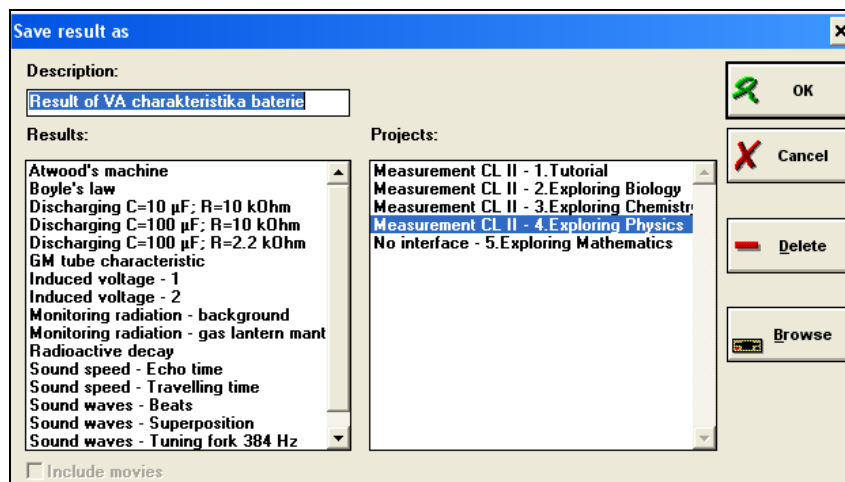 Save result as
Description:
Result of VA charakteristika baterie
Results:
Atwood's machine
Boyle's law
Discharging C=10 µF; R=10 kOhm
Discharging C=100 µF; R=10 kOhm
Discharging C=100 µF; R=2.2 kOhm
GM tube characteristic
Induced voltage - 1
Induced voltage - 2
Monitoring radiation - background
Monitoring radiation - gas lantern mant
Radioactive decay
Sound speed - Echo time
Sound speed - Travelling time
Sound waves - Beats
Sound waves - Superposition
Sound waves - Tuning fork 384 Hz
Include movies
Projects:
Measurement CL II - 1.Tutorial
Measurement CL II - 2.Exploring Biology
Measurement CL II - 3.Exploring Chemistry
Measurement CL II - 4.Exploring Physics
No interface - 5.Exploring Mathematics
OK
Cancel
Delete
Browse